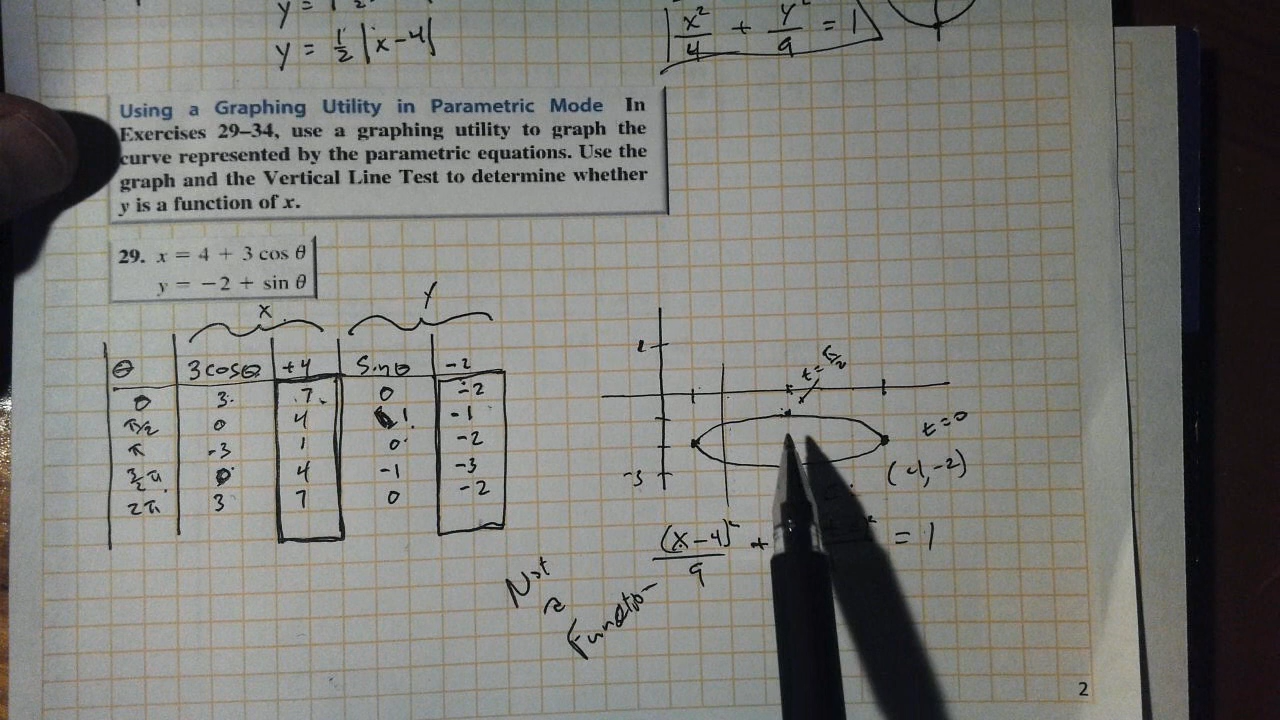 y =
y = 1/2 |x-4|
x²/4 + y²/9 = 1
Using a Graphing Utility in Parametric Mode In
Exercises 29–34, use a graphing utility to graph the
curve represented by the parametric equations. Use the
graph and the Vertical Line Test to determine whether
y is a function of x.
29. x = 4 + 3 cos θ
y = −2 + sin θ
x y
θ 3cosθ +4 Sinθ -2
0 3 7 0 -2
π/2 0 4 1 -1
π -3 1 0 -2
3/2 π 0 4 -1 -3
2π 3 7 0 -2
t=0
(4,-2)
-3
(x-4)²/9 + = 1
Not
a
Function
2